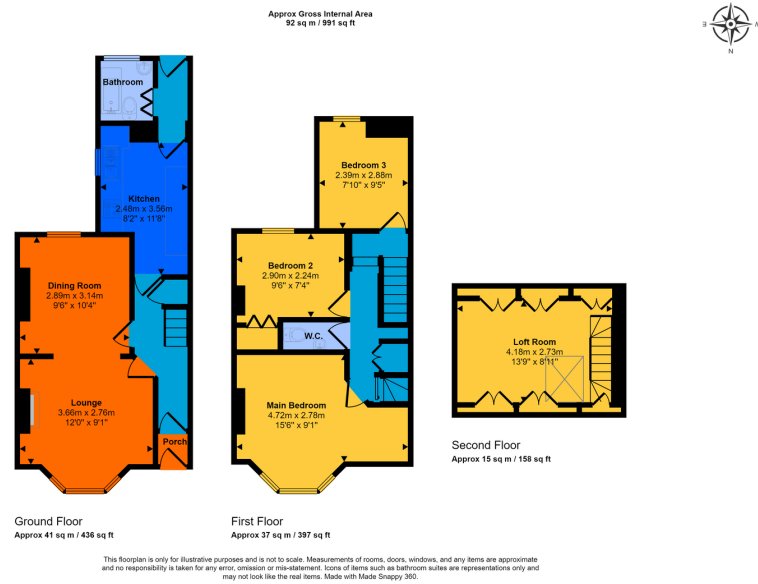 Approx Gross Internal Area
92 sq m / 991 sq ft
E
N
Bathroom
Kitchen
2.48m x 3.56m
8'2" x 11'8"
Dining Room
2.89m x 3.14m
9'6" x 10'4"
Lounge
3.66m x 2.76m
12'0" x 9'1"
Porch
Bedroom 3
2.39m x 2.88m
7'10" x 9'5"
Bedroom 2
2.90m x 2.24m
9'6" x 7'4"
W.C.
Main Bedroom
4.72m x 2.78m
15'6" x 9'1"
Loft Room
4.18m x 2.73m
13'9" x 8'11"
Second Floor
Approx 15 sq m / 158 sq ft
Ground Floor
Approx 41 sq m / 436 sq ft
First Floor
Approx 37 sq m / 397 sq ft
This floorplan is only for illustrative purposes and is not to scale. Measurements of rooms, doors, windows, and any items are approximate
and no responsibility is taken for any error, omission or mis-statement. Icons of items such as bathroom suites are representations only and
may not look like the real items. Made with Made Snappy 360.